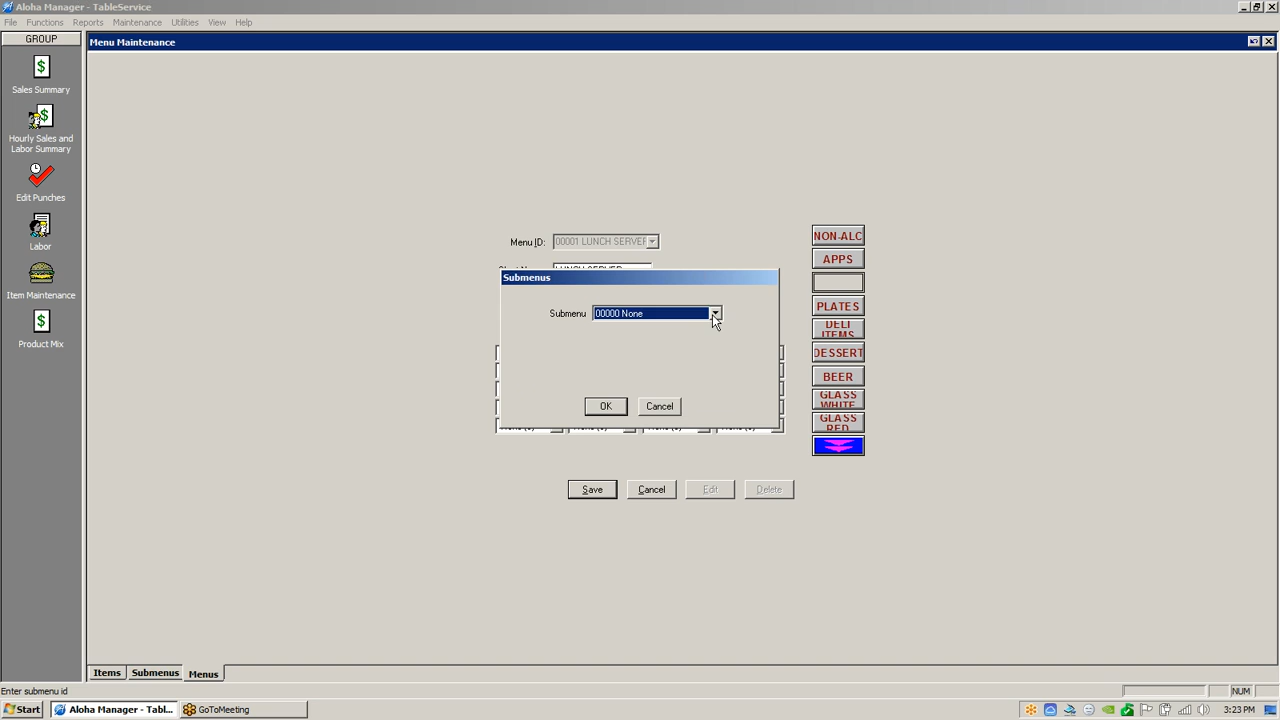 Aloha Manager - TableService
File Functions Reports Maintenance Utilities View Help
GROUP
Menu Maintenance
Sales Summary
Hourly Sales and
Labor Summary
Edit Punches
Labor
Item Maintenance
Product Mix
Menu ID: 00001 LUNCH SERVER
LUNCH SERVER
Submenus
Submenu 00000 None
OK Cancel
Save Cancel Edit Delete
NON-ALC
APPS
PLATES
DELI
ITEMS
DESSERT
BEER
GLASS
WHITE
GLASS
RED
Items Submenus Menus
Enter submenu id
NUM
Start Aloha Manager - Tabl... GoToMeeting 3:23 PM